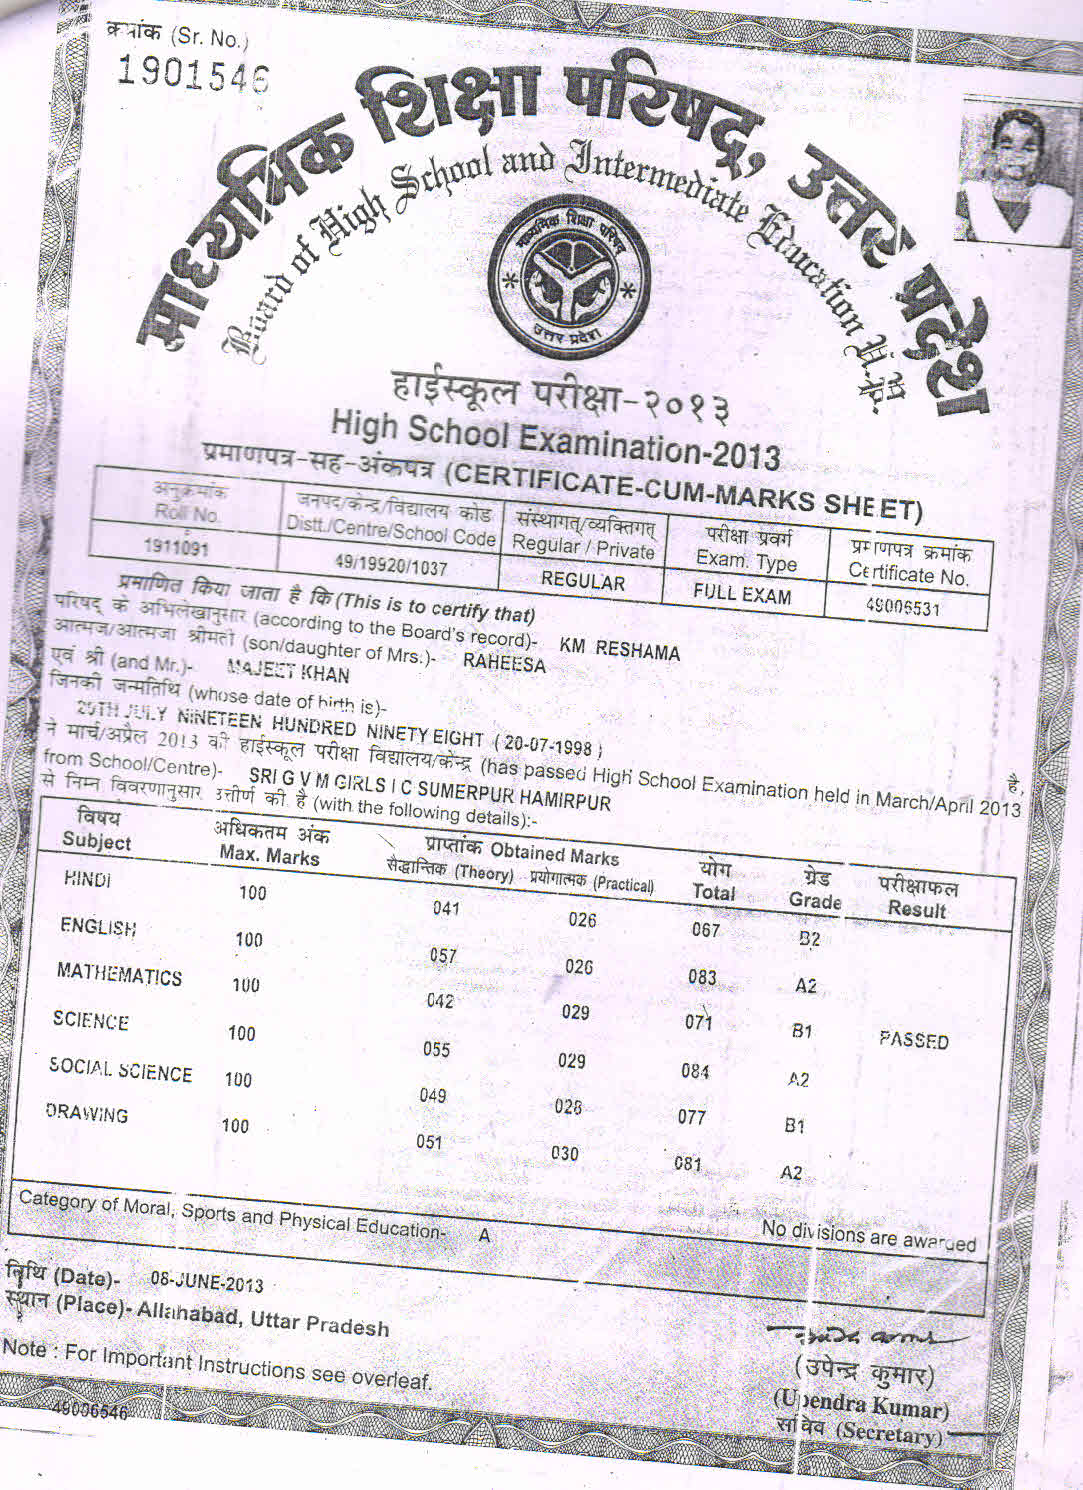 क्रमांक (Sr. No.)
1901546
माध्यमिक शिक्षा परिषद्, उत्तर प्रदेश
Board of High School and Intermediate Education U.P.
माध्यमिक शिक्षा परिषद्
उत्तर प्रदेश
हाईस्कूल परीक्षा-२०१३
High School Examination-2013
प्रमाणपत्र-सह-अंकपत्र (CERTIFICATE-CUM-MARKS SHEET)
अनुक्रमांक जनपद/केन्द्र/विद्यालय कोड संस्थागत्/व्यक्तिगत् परीक्षा प्रवर्ग प्रमाणपत्र क्रमांक
Roll No. Distt./Centre/School Code Regular / Private Exam. Type Certificate No.
1911091 49/19920/1037 REGULAR FULL EXAM 49006531
प्रमाणित किया जाता है कि (This is to certify that)
परिषद् के अभिलेखानुसार (according to the Board's record)- KM RESHAMA
आत्मज/आत्मजा श्रीमती (son/daughter of Mrs.)- RAHEESA
एवं श्री (and Mr.)- MAJEET KHAN
जिनकी जन्मतिथि (whose date of birth is)-
20TH JULY NINETEEN HUNDRED NINETY EIGHT ( 20-07-1998 )
ने मार्च/अप्रैल 2013 की हाईस्कूल परीक्षा विद्यालय/केन्द्र (has passed High School Examination held in March/April 2013 है,
from School/Centre)- SRI G V M GIRLS I C SUMERPUR HAMIRPUR
से निम्न विवरणानुसार उत्तीर्ण की है (with the following details):-
विषय अधिकतम अंक प्राप्तांक Obtained Marks योग ग्रेड परीक्षाफल
Subject Max. Marks सैद्धान्तिक (Theory) प्रयोगात्मक (Practical) Total Grade Result
HINDI 100 041 026 067 B2
ENGLISH 100 057 026 083 A2
MATHEMATICS 100 042 029 071 B1 PASSED
SCIENCE 100 055 029 084 A2
SOCIAL SCIENCE 100 049 028 077 B1
DRAWING 100 051 030 081 A2
Category of Moral, Sports and Physical Education- A No divisions are awarded
तिथि (Date)- 08-JUNE-2013
स्थान (Place)- Allahabad, Uttar Pradesh
(उपेन्द्र कुमार)
Note : For Important Instructions see overleaf.
(Upendra Kumar)
सचिव (Secretary)
49006546